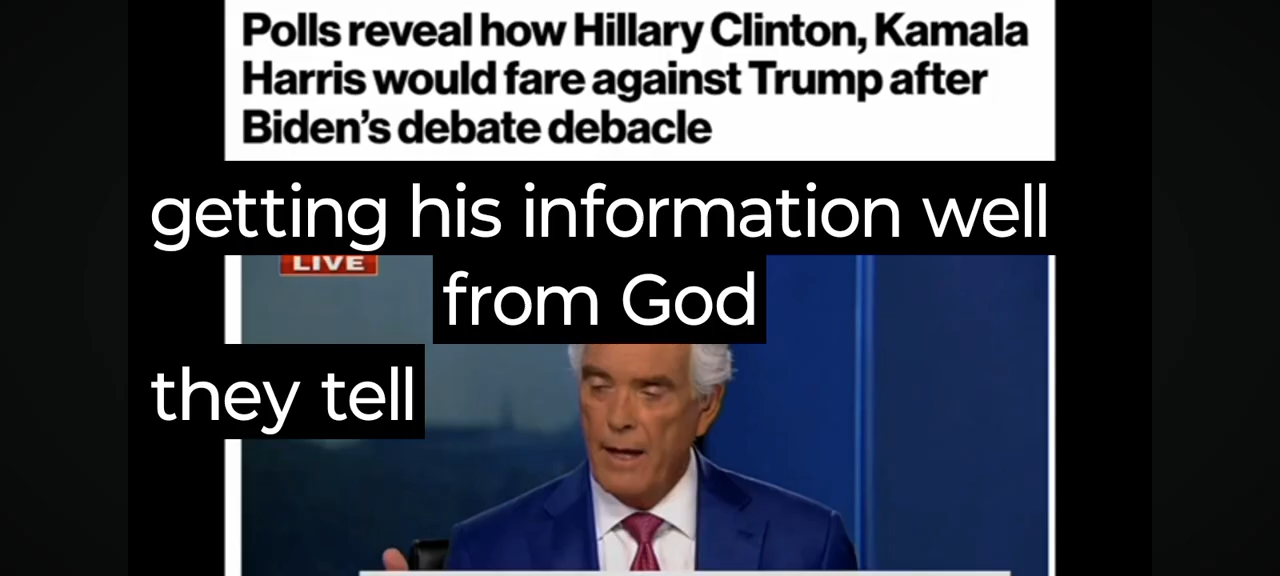 Polls reveal how Hillary Clinton, Kamala
Harris would fare against Trump after
Biden's debate debacle
getting his information well
LIVE
from God
they tell